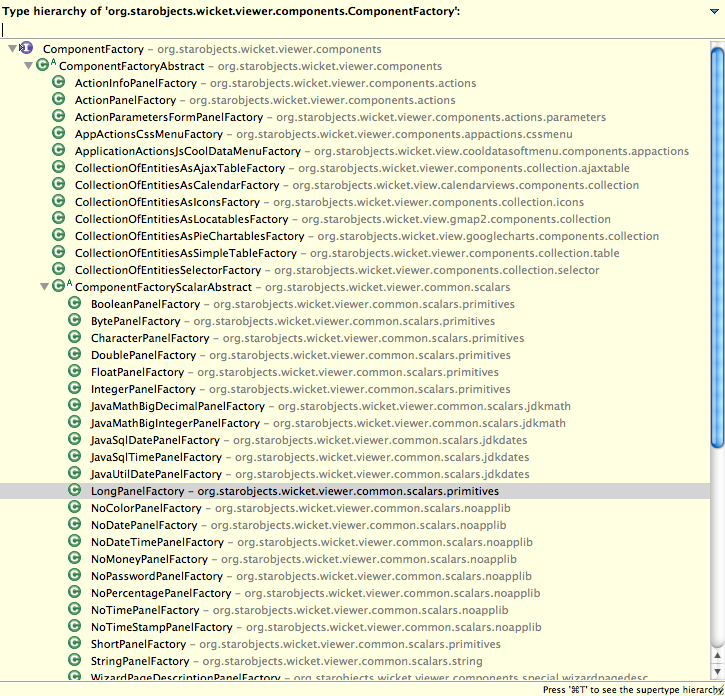 Type hierarchy of 'org.starobjects.wicket.viewer.components.ComponentFactory':
ComponentFactory – org.starobjects.wicket.viewer.components
ComponentFactoryAbstract – org.starobjects.wicket.viewer.components
ActionInfoPanelFactory – org.starobjects.wicket.viewer.components.actions
ActionPanelFactory – org.starobjects.wicket.viewer.components.actions
ActionParametersFormPanelFactory – org.starobjects.wicket.viewer.components.actions.parameters
AppActionsCssMenuFactory – org.starobjects.wicket.viewer.components.appactions.cssmenu
ApplicationActionsJsCoolDataMenuFactory – org.starobjects.wicket.view.cooldatasoftmenu.components.appactions
CollectionOfEntitiesAsAjaxTableFactory – org.starobjects.wicket.viewer.components.collection.ajaxtable
CollectionOfEntitiesAsCalendarFactory – org.starobjects.wicket.view.calendarviews.components.collection
CollectionOfEntitiesAsIconsFactory – org.starobjects.wicket.viewer.components.collection.icons
CollectionOfEntitiesAsLocatablesFactory – org.starobjects.wicket.view.gmap2.components.collection
CollectionOfEntitiesAsPieChartablesFactory – org.starobjects.wicket.view.googlecharts.components.collection
CollectionOfEntitiesAsSimpleTableFactory – org.starobjects.wicket.viewer.components.collection.table
CollectionOfEntitiesSelectorFactory – org.starobjects.wicket.viewer.components.collection.selector
ComponentFactoryScalarAbstract – org.starobjects.wicket.viewer.common.scalars
BooleanPanelFactory – org.starobjects.wicket.viewer.common.scalars.primitives
BytePanelFactory – org.starobjects.wicket.viewer.common.scalars.primitives
CharacterPanelFactory – org.starobjects.wicket.viewer.common.scalars.primitives
DoublePanelFactory – org.starobjects.wicket.viewer.common.scalars.primitives
FloatPanelFactory – org.starobjects.wicket.viewer.common.scalars.primitives
IntegerPanelFactory – org.starobjects.wicket.viewer.common.scalars.primitives
JavaMathBigDecimalPanelFactory – org.starobjects.wicket.viewer.common.scalars.jdkmath
JavaMathBigIntegerPanelFactory – org.starobjects.wicket.viewer.common.scalars.jdkmath
JavaSqlDatePanelFactory – org.starobjects.wicket.viewer.common.scalars.jdkdates
JavaSqlTimePanelFactory – org.starobjects.wicket.viewer.common.scalars.jdkdates
JavaUtilDatePanelFactory – org.starobjects.wicket.viewer.common.scalars.jdkdates
LongPanelFactory – org.starobjects.wicket.viewer.common.scalars.primitives
NoColorPanelFactory – org.starobjects.wicket.viewer.common.scalars.noapplib
NoDatePanelFactory – org.starobjects.wicket.viewer.common.scalars.noapplib
NoDateTimePanelFactory – org.starobjects.wicket.viewer.common.scalars.noapplib
NoMoneyPanelFactory – org.starobjects.wicket.viewer.common.scalars.noapplib
NoPasswordPanelFactory – org.starobjects.wicket.viewer.common.scalars.noapplib
NoPercentagePanelFactory – org.starobjects.wicket.viewer.common.scalars.noapplib
NoTimePanelFactory – org.starobjects.wicket.viewer.common.scalars.noapplib
NoTimeStampPanelFactory – org.starobjects.wicket.viewer.common.scalars.noapplib
ShortPanelFactory – org.starobjects.wicket.viewer.common.scalars.primitives
StringPanelFactory – org.starobjects.wicket.viewer.common.scalars.string
WizardPageDescriptionPanelFactory – org.starobjects.wicket.viewer.components.special.wizardpagedesc
Press '⌘T' to see the supertype hierarchy